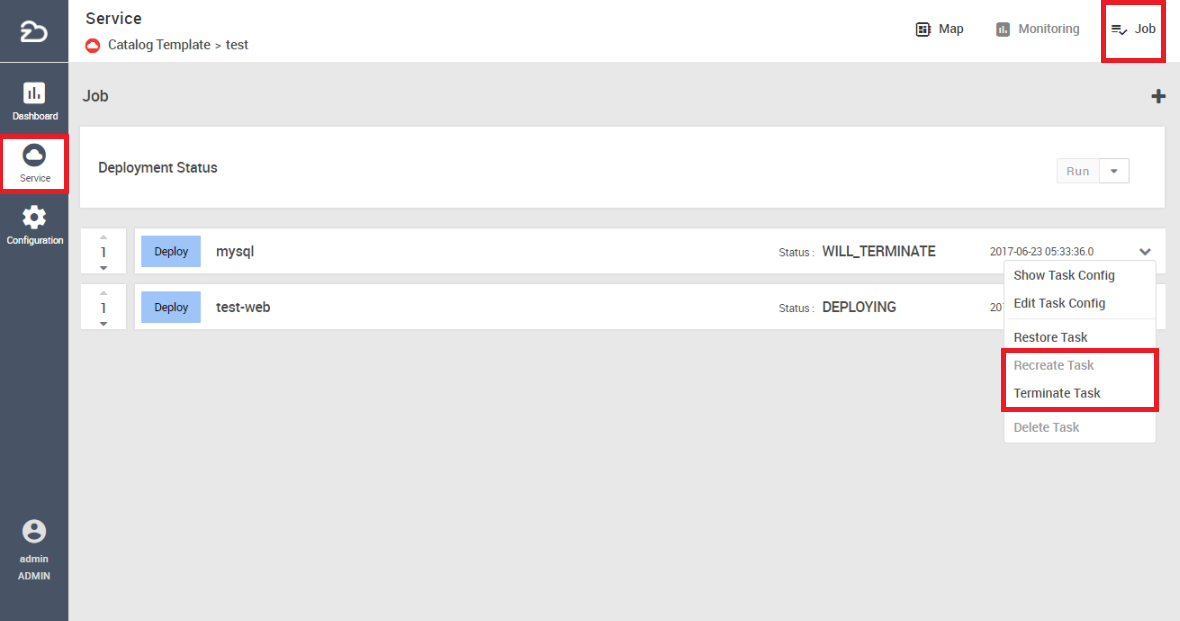 Service
Catalog Template > test
Map
Monitoring
Job
Dashboard
Service
Configuration
admin
ADMIN
Job
Deployment Status
Run
1
Deploy
mysql
Status : WILL_TERMINATE
2017-06-23 05:33:36.0
1
Deploy
test-web
Status : DEPLOYING
20
Show Task Config
Edit Task Config
Restore Task
Recreate Task
Terminate Task
Delete Task